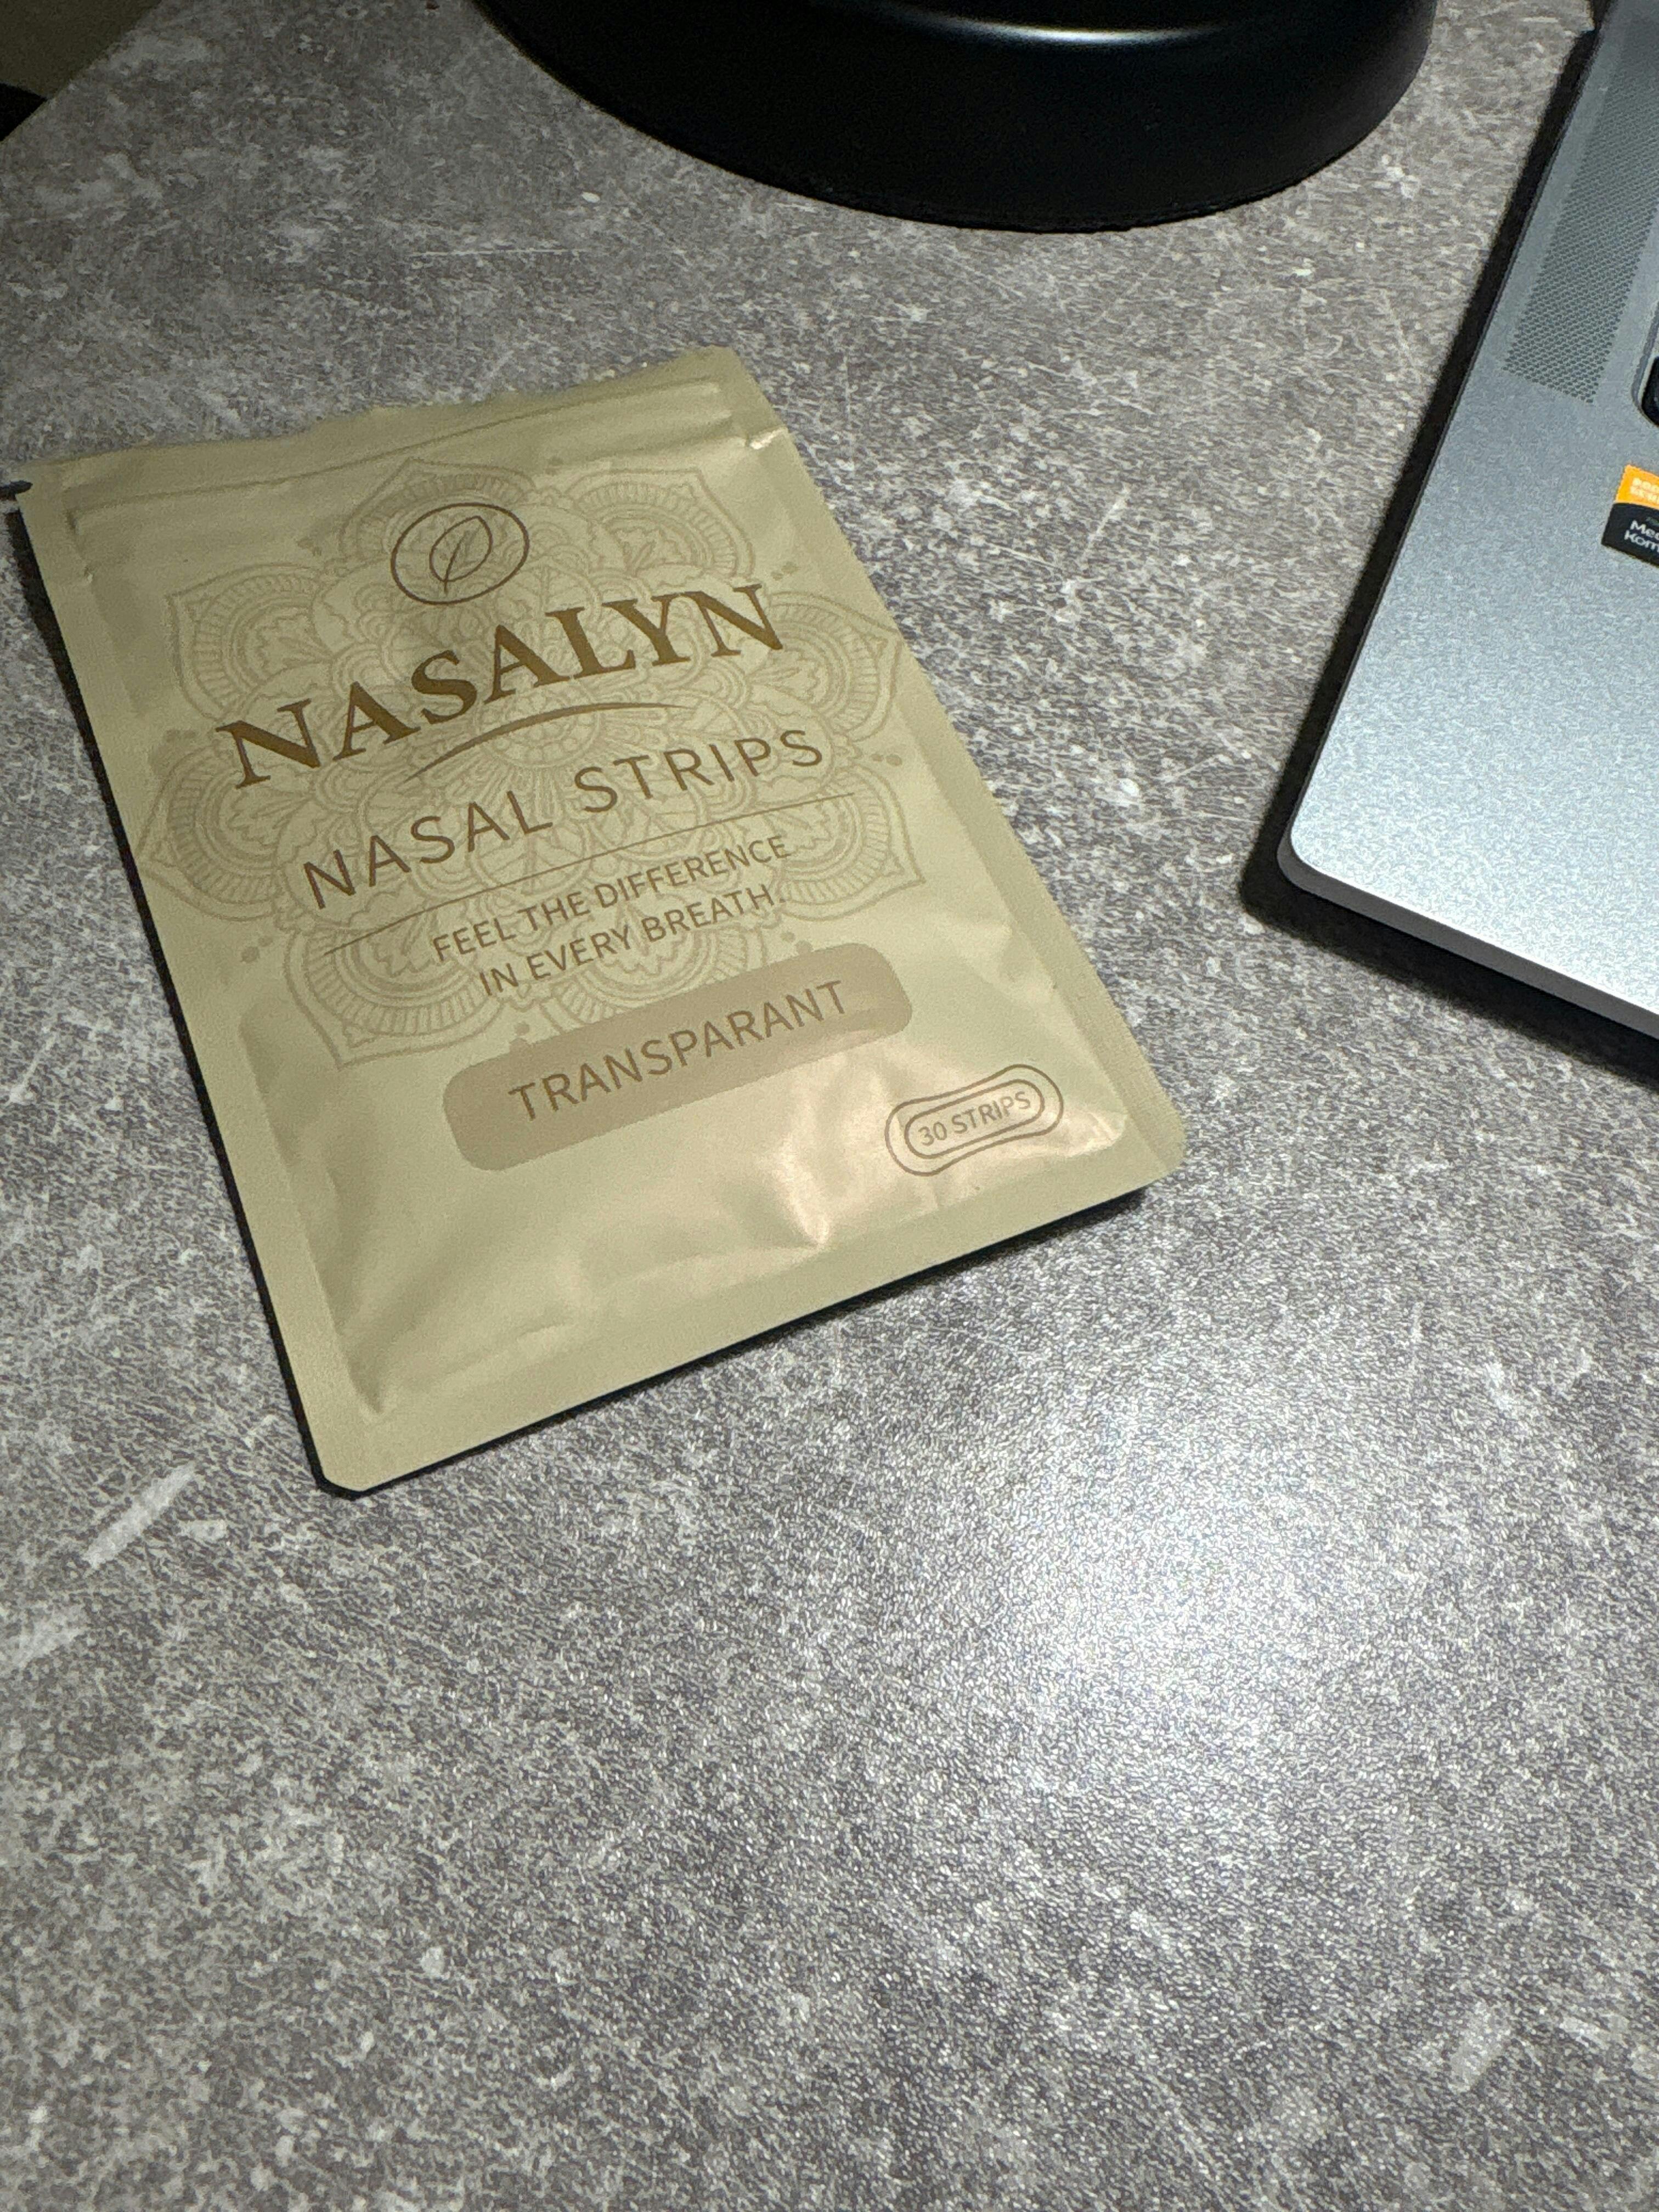 NASALYN
NASAL STRIPS
FEEL THE DIFFERENCE
IN EVERY BREATH.
TRANSPARANT
30 STRIPS